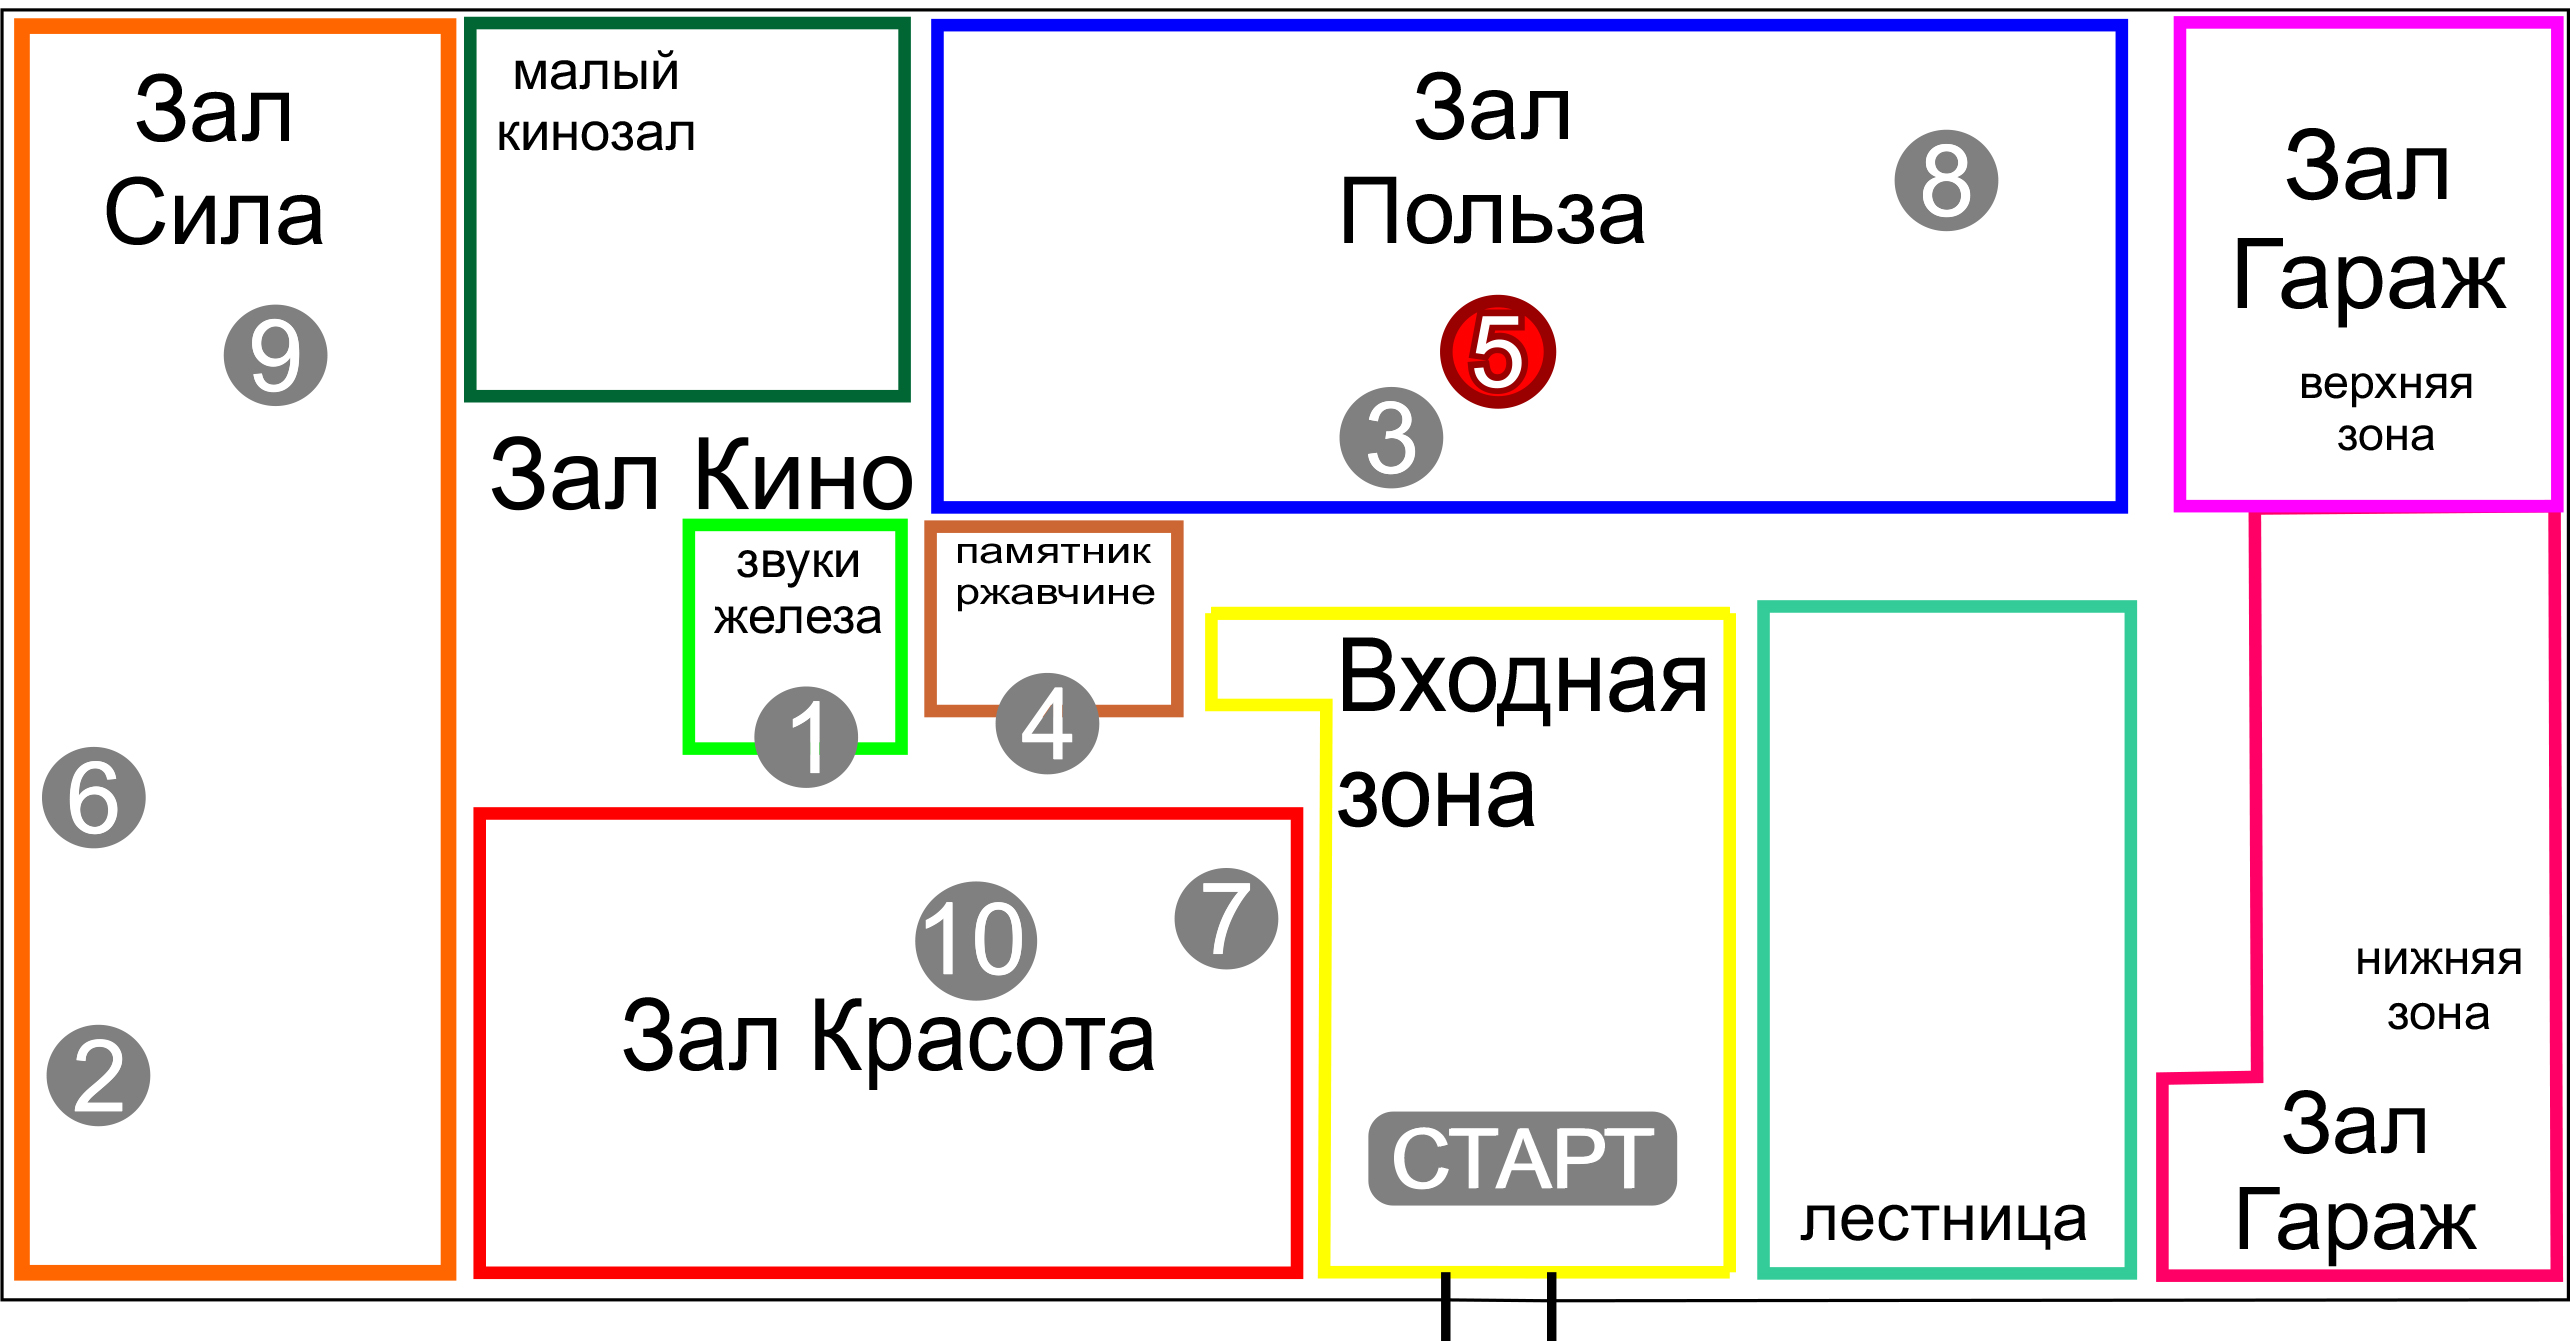 Зал
Сила
9
6
2
малый
кинозал
Зал Кино
звуки
железа
1
памятник
ржавчине
4
Зал
Польза
8
5
3
Зал
Гараж
верхняя
зона
Входная
зона
СТАРТ
10
7
Зал Красота
лестница
нижняя
зона
Зал
Гараж